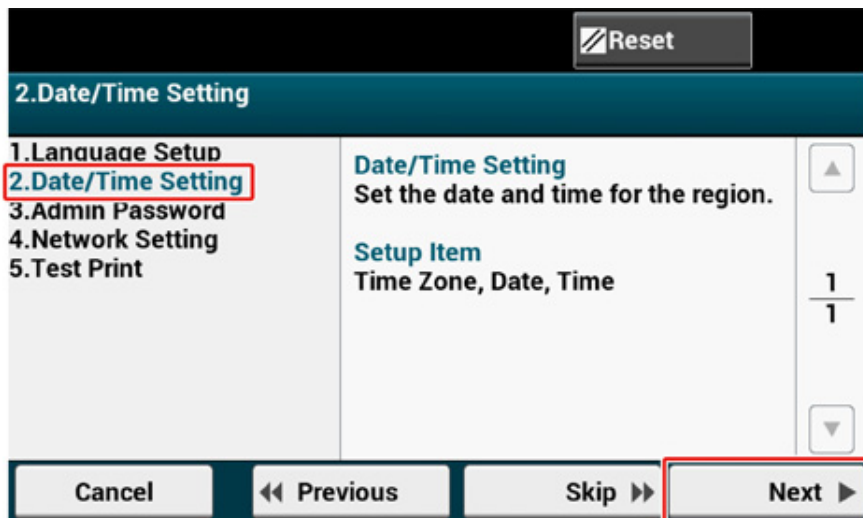 Reset
2.Date/Time Setting
1.Language Setup
2.Date/Time Setting
3.Admin Password
4.Network Setting
5.Test Print
Date/Time Setting
Set the date and time for the region.
Setup Item
Time Zone, Date, Time
1
1
Cancel
Previous
Skip
Next